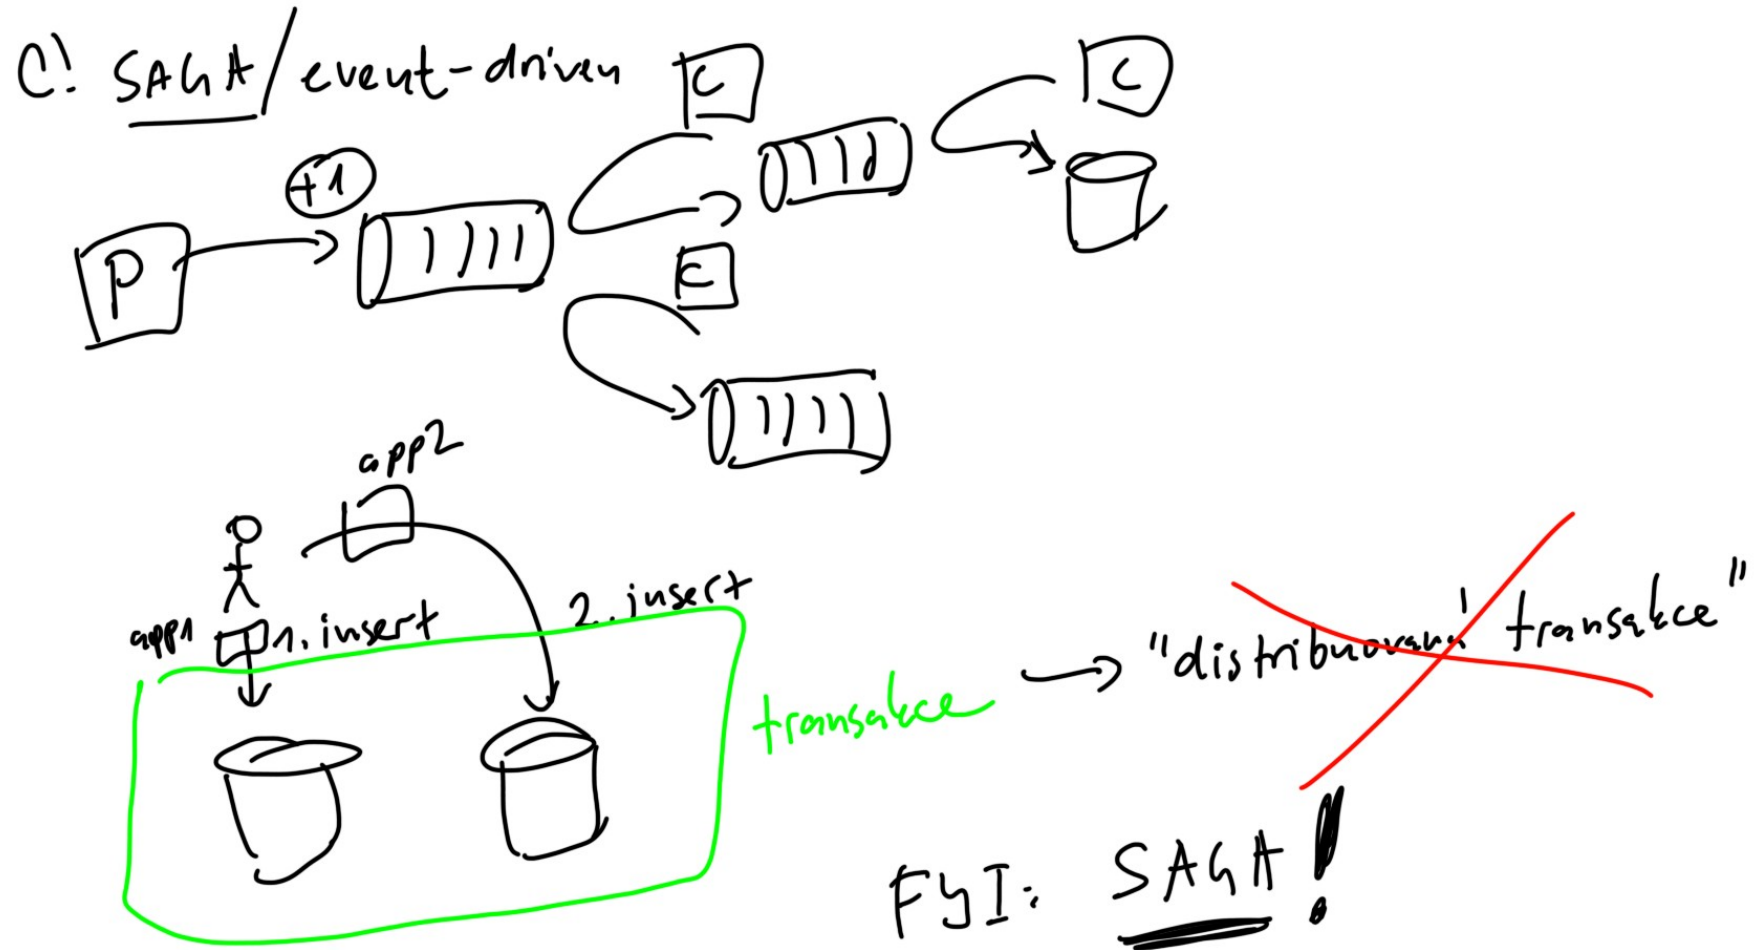 C: SAGA/event-driven
C
C
+1
P
C
app2
app1
1. insert
2. insert
transakce
"distribuovaná transakce"
FYI: SAGA!